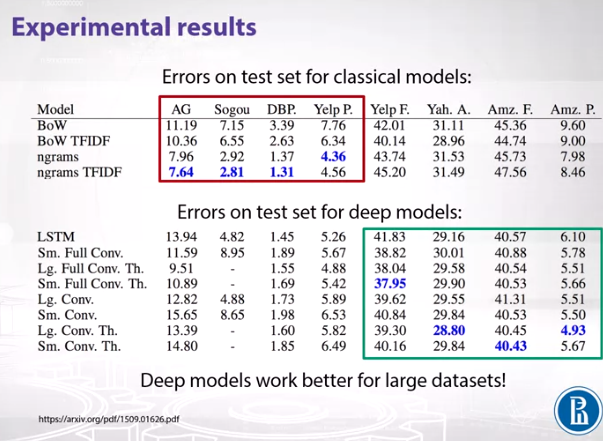 Experimental results
Errors on test set for classical models:
Model AG Sogou DBP. Yelp P. Yelp F. Yah. A. Amz. F. Amz. P.
BoW 11.19 7.15 3.39 7.76 42.01 31.11 45.36 9.60
BoW TFIDF 10.36 6.55 2.63 6.34 40.14 28.96 44.74 9.00
ngrams 7.96 2.92 1.37 4.36 43.74 31.53 45.73 7.98
ngrams TFIDF 7.64 2.81 1.31 4.56 45.20 31.49 47.56 8.46
Errors on test set for deep models:
LSTM 13.94 4.82 1.45 5.26 41.83 29.16 40.57 6.10
Sm. Full Conv. 11.59 8.95 1.89 5.67 38.82 30.01 40.88 5.78
Lg. Full Conv. Th. 9.51 - 1.55 4.88 38.04 29.58 40.54 5.51
Sm. Full Conv. Th. 10.89 - 1.69 5.42 37.95 29.90 40.53 5.66
Lg. Conv. 12.82 4.88 1.73 5.89 39.62 29.55 41.31 5.51
Sm. Conv. 15.65 8.65 1.98 6.53 40.84 29.84 40.53 5.50
Lg. Conv. Th. 13.39 - 1.60 5.82 39.30 28.80 40.45 4.93
Sm. Conv. Th. 14.80 - 1.85 6.49 40.16 29.84 40.43 5.67
Deep models work better for large datasets!
https://arxiv.org/pdf/1509.01626.pdf